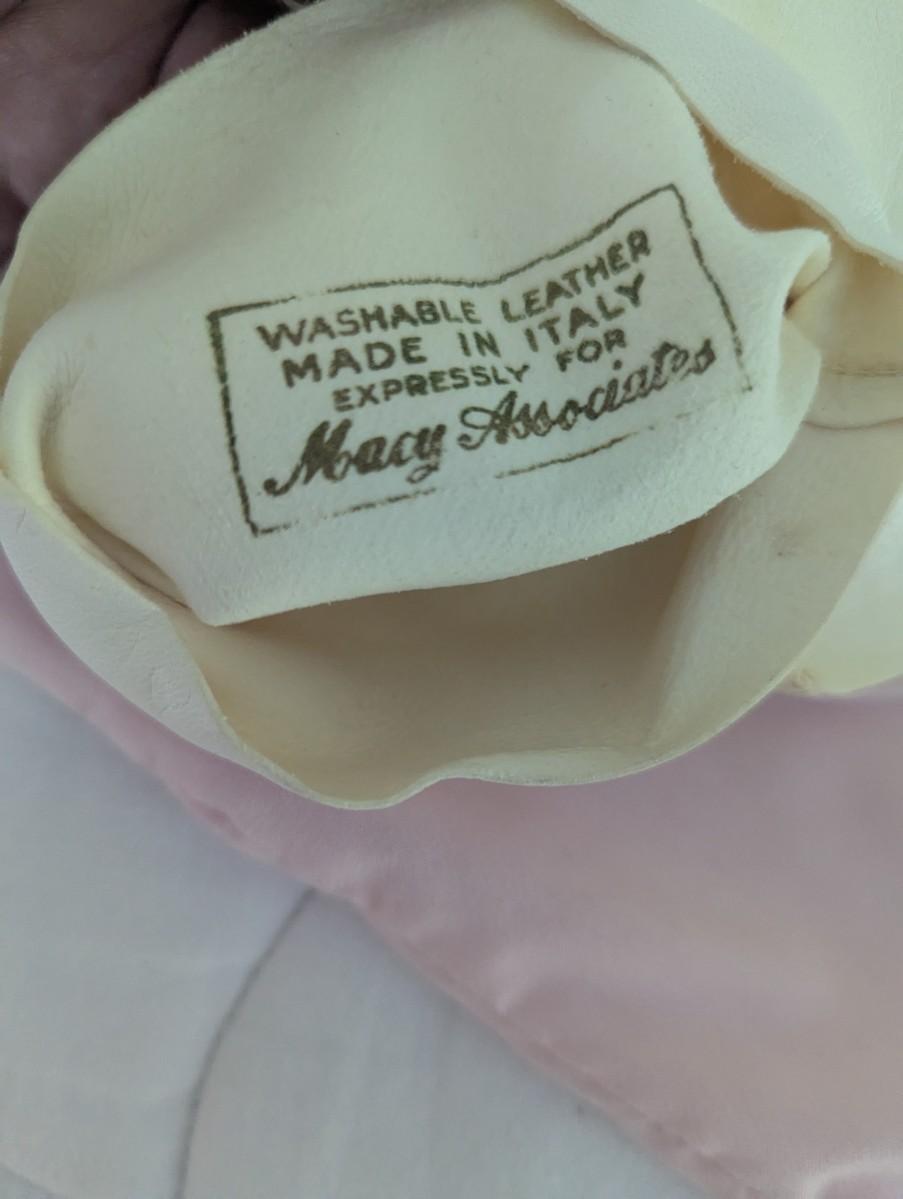 WASHABLE LEATHER
MADE IN ITALY
EXPRESSLY FOR
Macy Associates